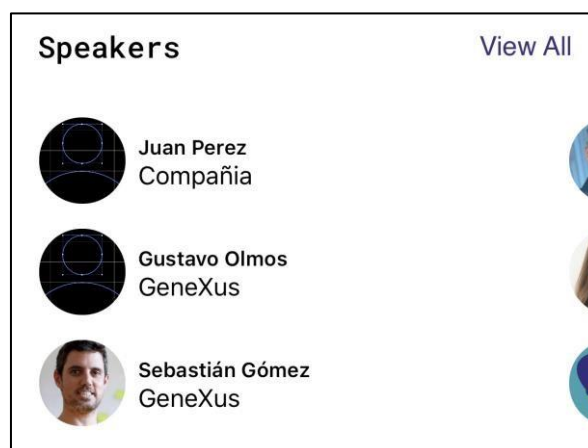 Speakers
View All
Juan Perez
Compañia
Gustavo Olmos
GeneXus
Sebastián Gómez
GeneXus